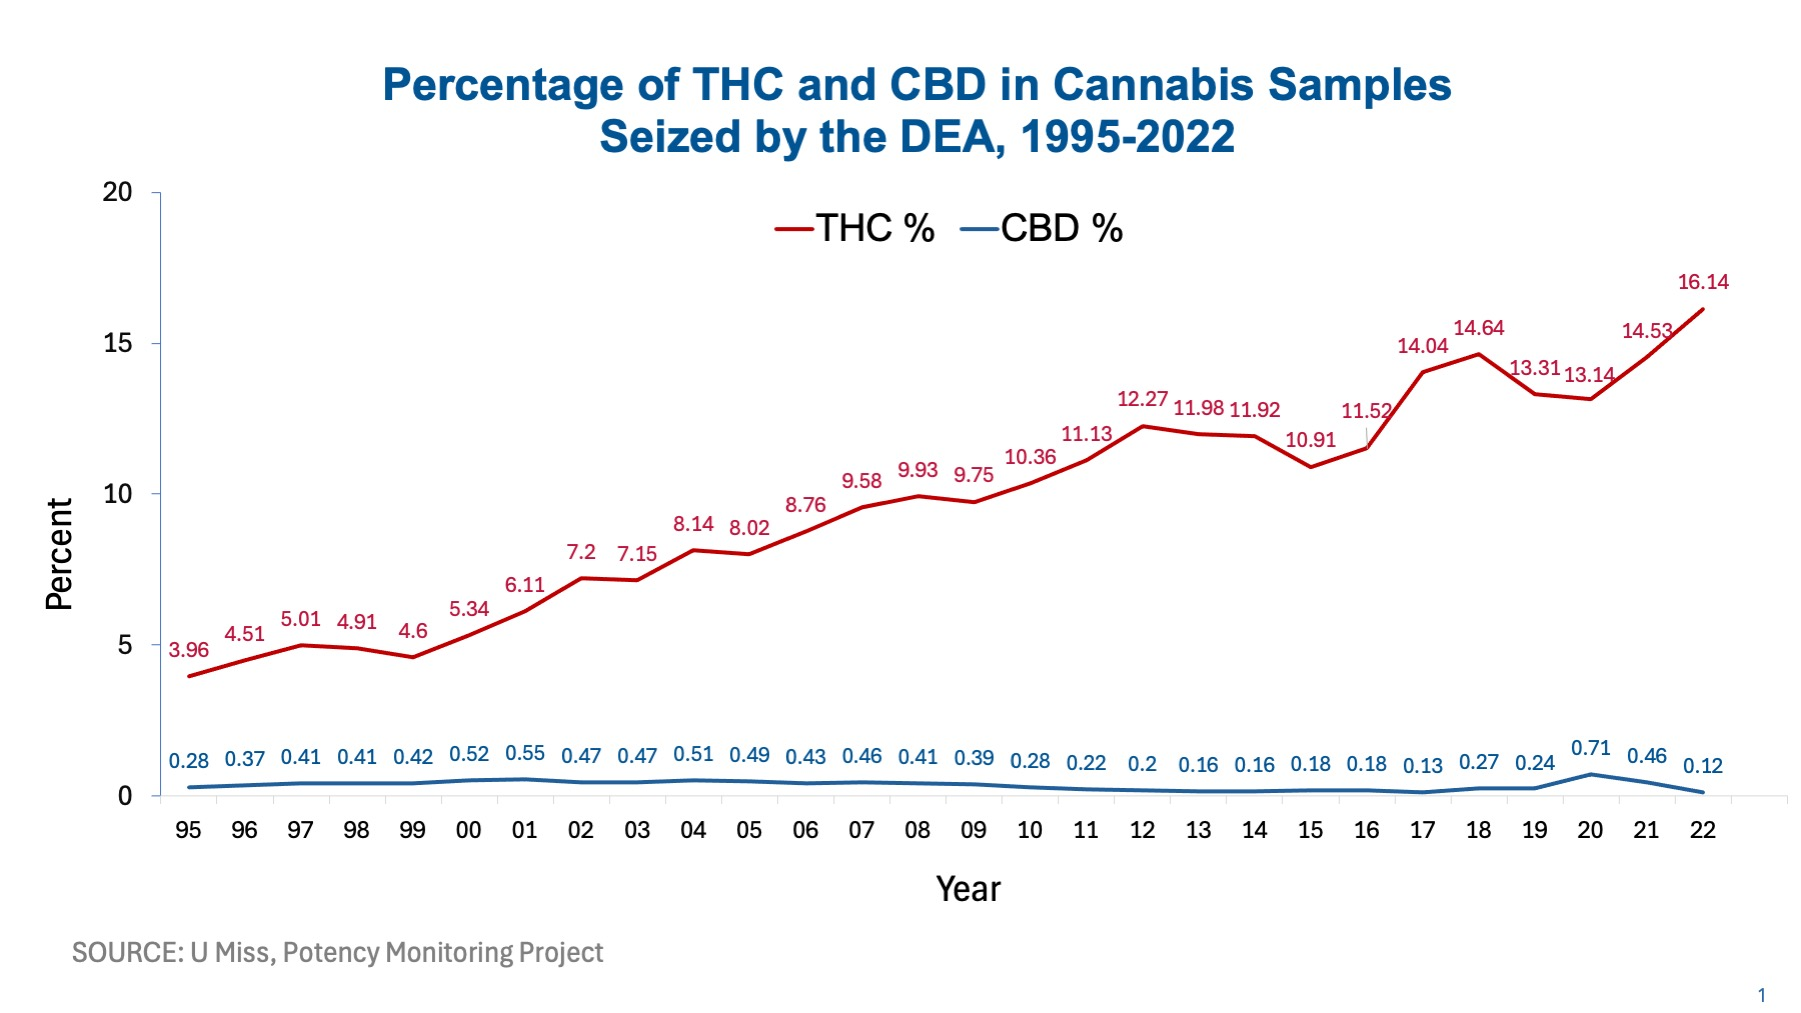 Percentage of THC and CBD in Cannabis Samples
Seized by the DEA, 1995-2022
THC % CBD %
20
15
10
5
0
Percent
3.96 4.51 5.01 4.91 4.6 5.34 6.11 7.2 7.15 8.14 8.02 8.76 9.58 9.93 9.75 10.36 11.13 12.27 11.98 11.92 10.91 11.52 14.04 14.64 13.31 13.14 14.53 16.14
0.28 0.37 0.41 0.41 0.42 0.52 0.55 0.47 0.47 0.51 0.49 0.43 0.46 0.41 0.39 0.28 0.22 0.2 0.16 0.16 0.18 0.18 0.13 0.27 0.24 0.71 0.46 0.12
95 96 97 98 99 00 01 02 03 04 05 06 07 08 09 10 11 12 13 14 15 16 17 18 19 20 21 22
Year
SOURCE: U Miss, Potency Monitoring Project
1